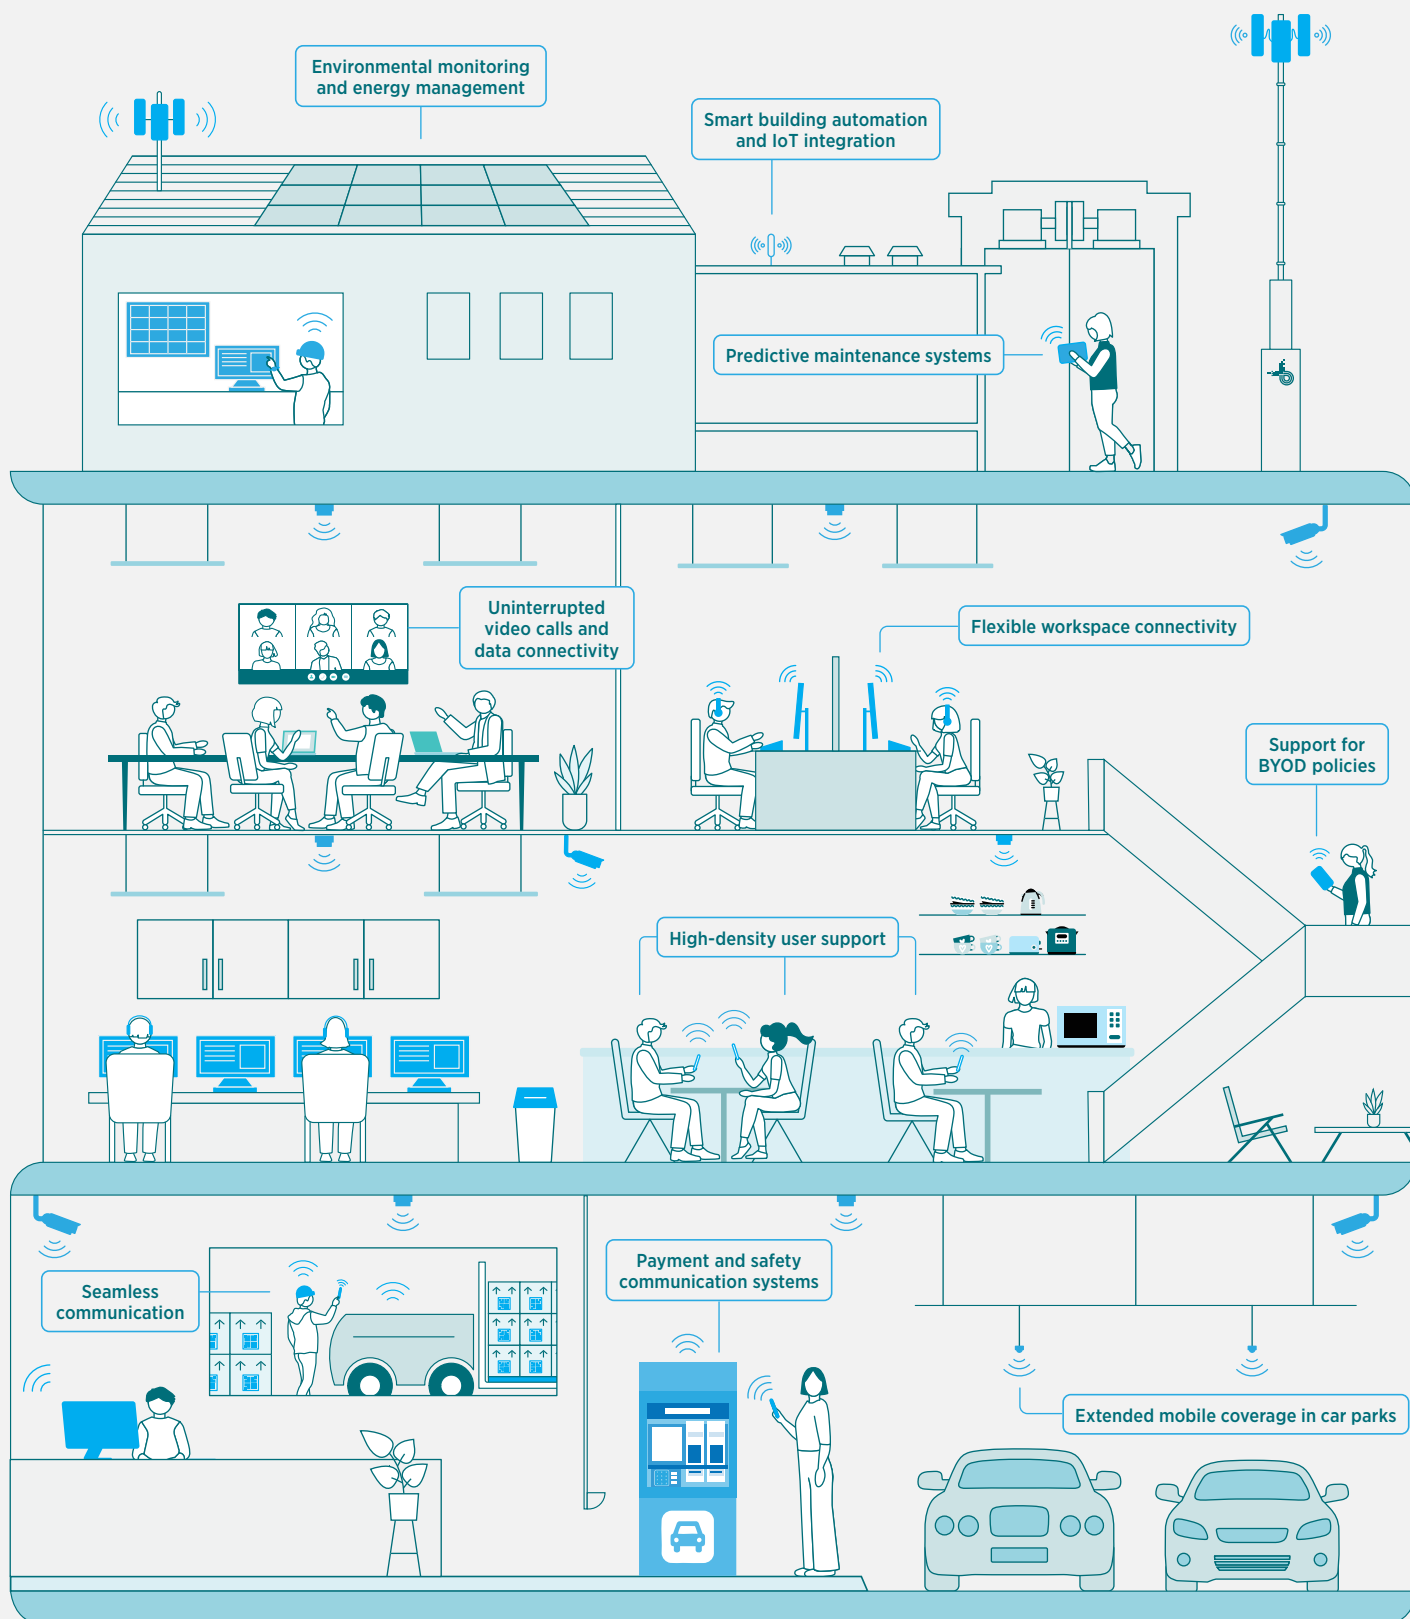 Environmental monitoring
and energy management
Smart building automation
and IoT integration
Predictive maintenance systems
Uninterrupted
video calls and
data connectivity
Flexible workspace connectivity
Support for
BYOD policies
High-density user support
Seamless
communication
Payment and safety
communication systems
Extended mobile coverage in car parks